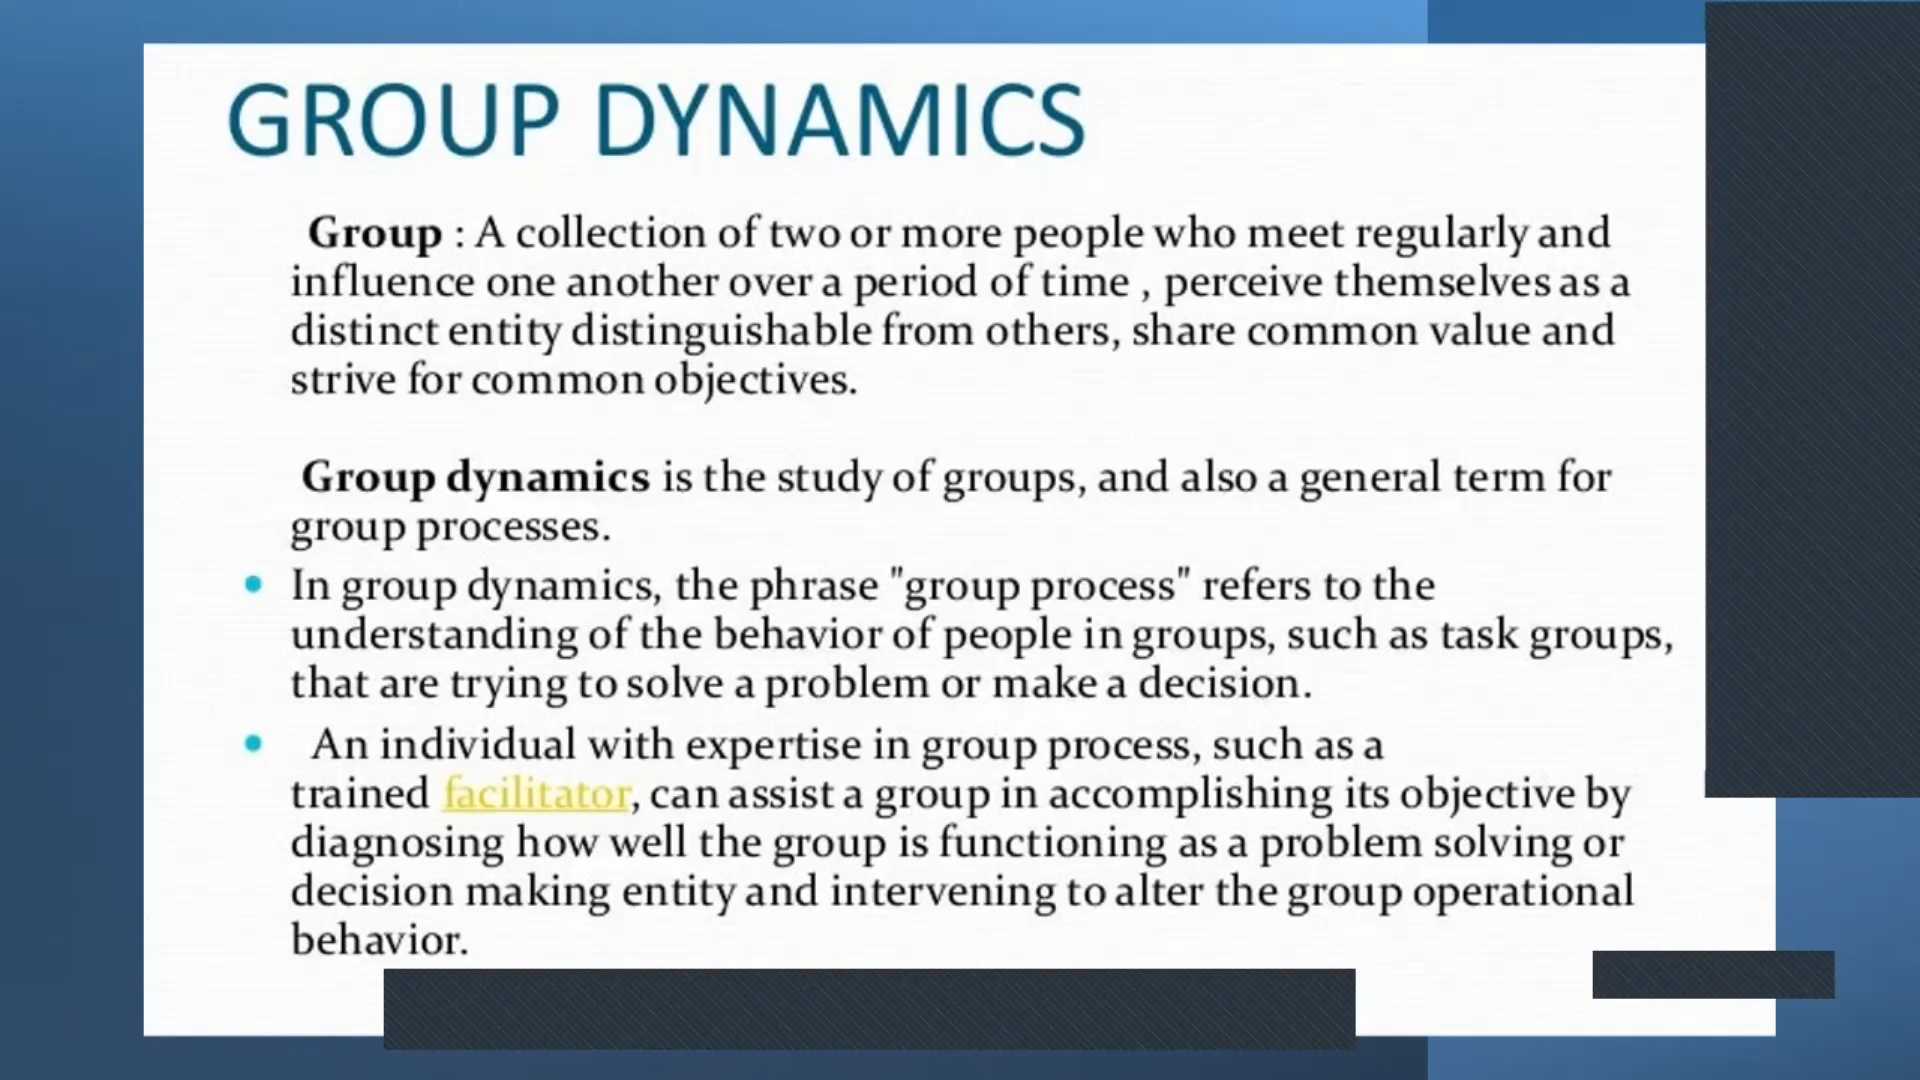 GROUP DYNAMICS
Group : A collection of two or more people who meet regularly and
influence one another over a period of time , perceive themselves as a
distinct entity distinguishable from others, share common value and
strive for common objectives.
Group dynamics is the study of groups, and also a general term for
group processes.
• In group dynamics, the phrase "group process" refers to the
understanding of the behavior of people in groups, such as task groups,
that are trying to solve a problem or make a decision.
• An individual with expertise in group process, such as a
trained facilitator, can assist a group in accomplishing its objective by
diagnosing how well the group is functioning as a problem solving or
decision making entity and intervening to alter the group operational
behavior.